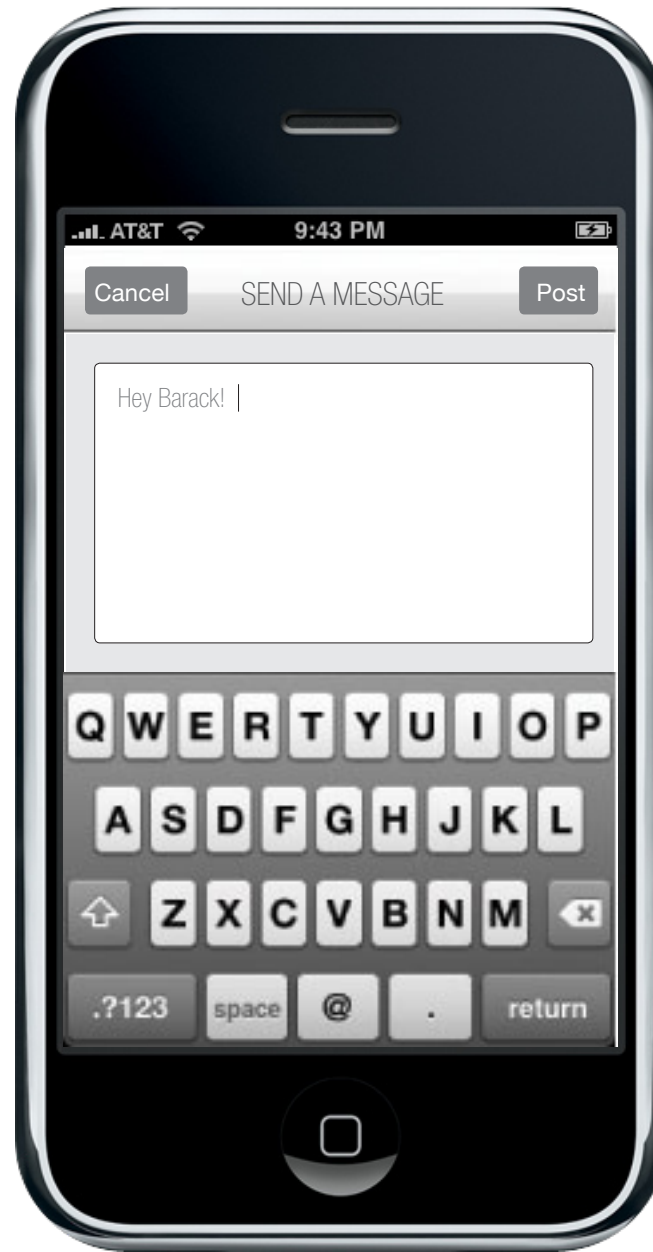 AT&T 9:43 PM
Cancel SEND A MESSAGE Post
Hey Barack!
Q W E R T Y U I O P
A S D F G H J K L
Z X C V B N M
.?123 space @ . return